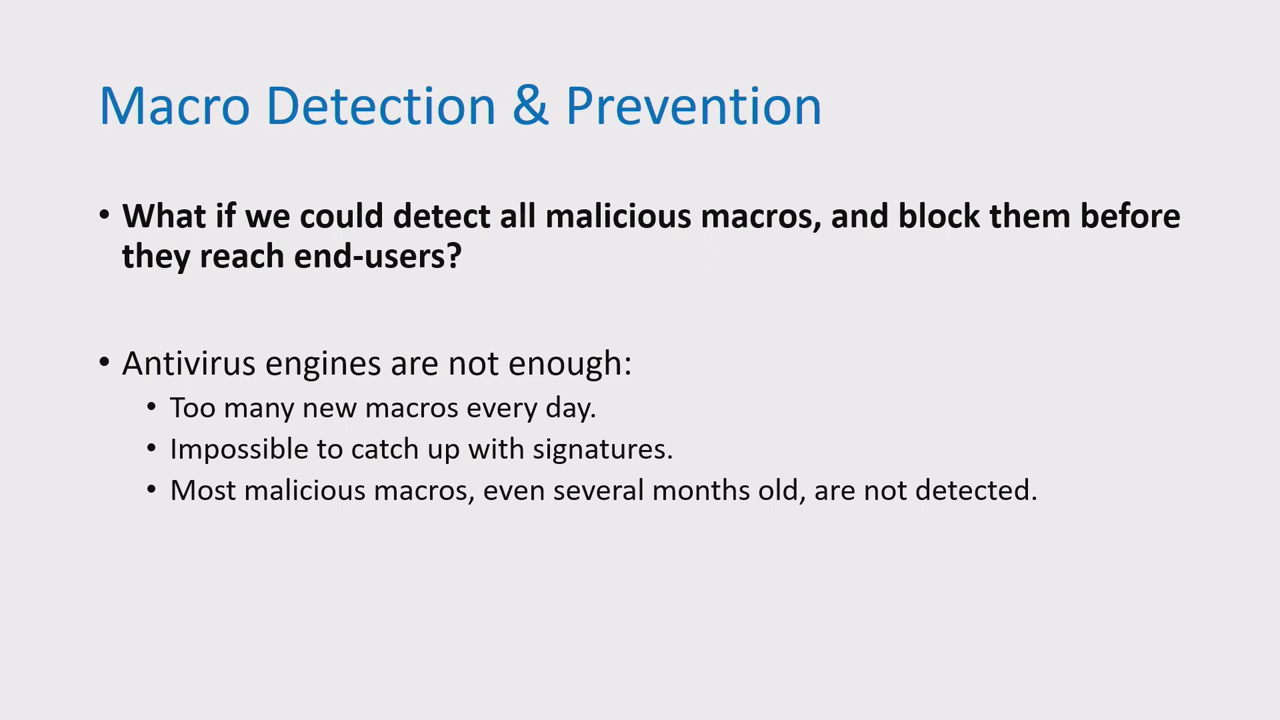 Macro Detection & Prevention
• What if we could detect all malicious macros, and block them before
they reach end-users?
• Antivirus engines are not enough:
• Too many new macros every day.
• Impossible to catch up with signatures.
• Most malicious macros, even several months old, are not detected.